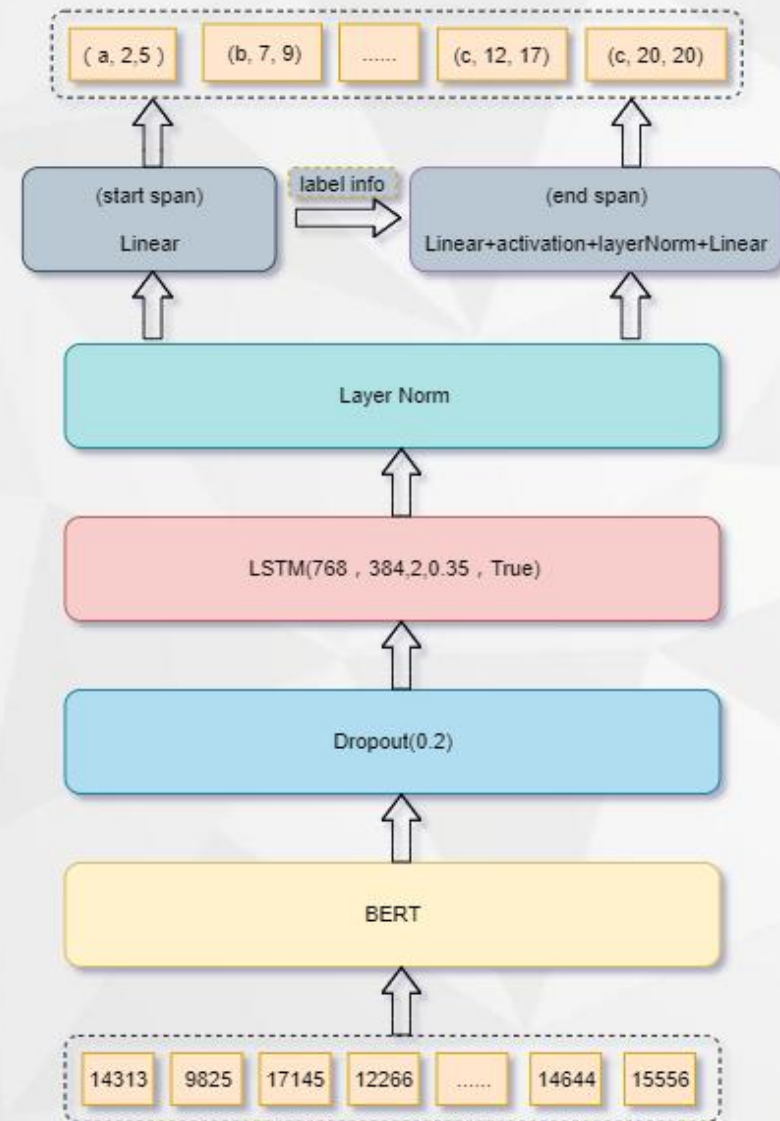 ( a, 2,5 ) (b, 7, 9) ...... (c, 12, 17) (c, 20, 20)
(start span)
Linear
label info
(end span)
Linear+activation+layerNorm+Linear
Layer Norm
LSTM(768，384,2,0.35，True)
Dropout(0.2)
BERT
14313 9825 17145 12266 ...... 14644 15556